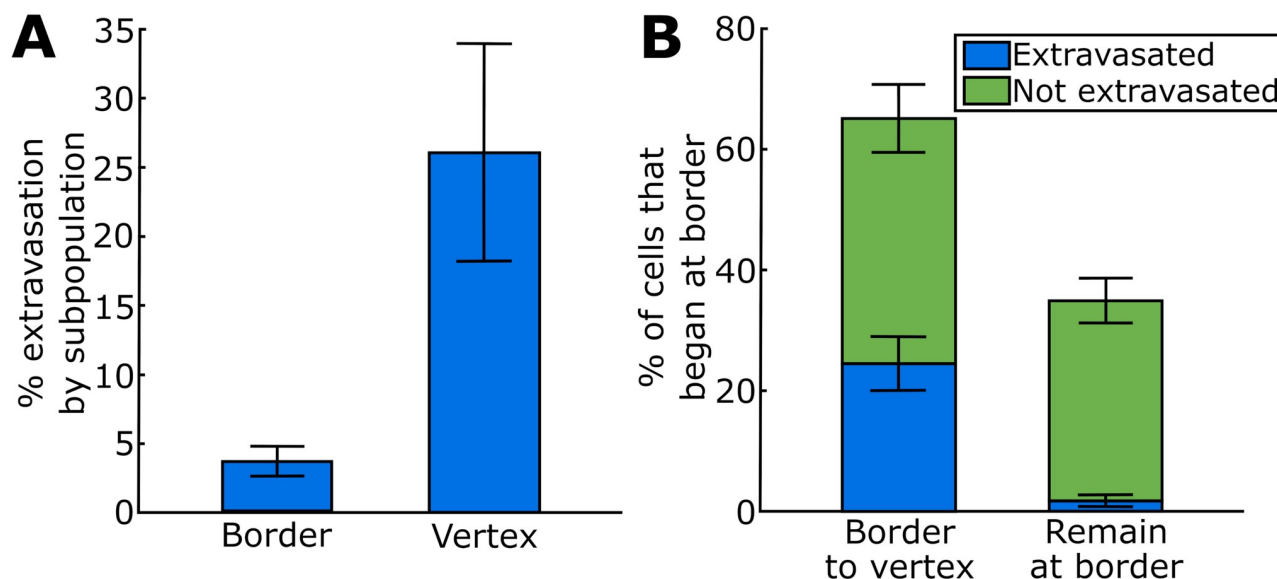 A
% extravasation
by subpopulation
35
30
25
20
15
10
5
0
Border
Vertex
B
% of cells that
began at border
80
60
40
20
0
Extravasated
Not extravasated
Border
to vertex
Remain
at border